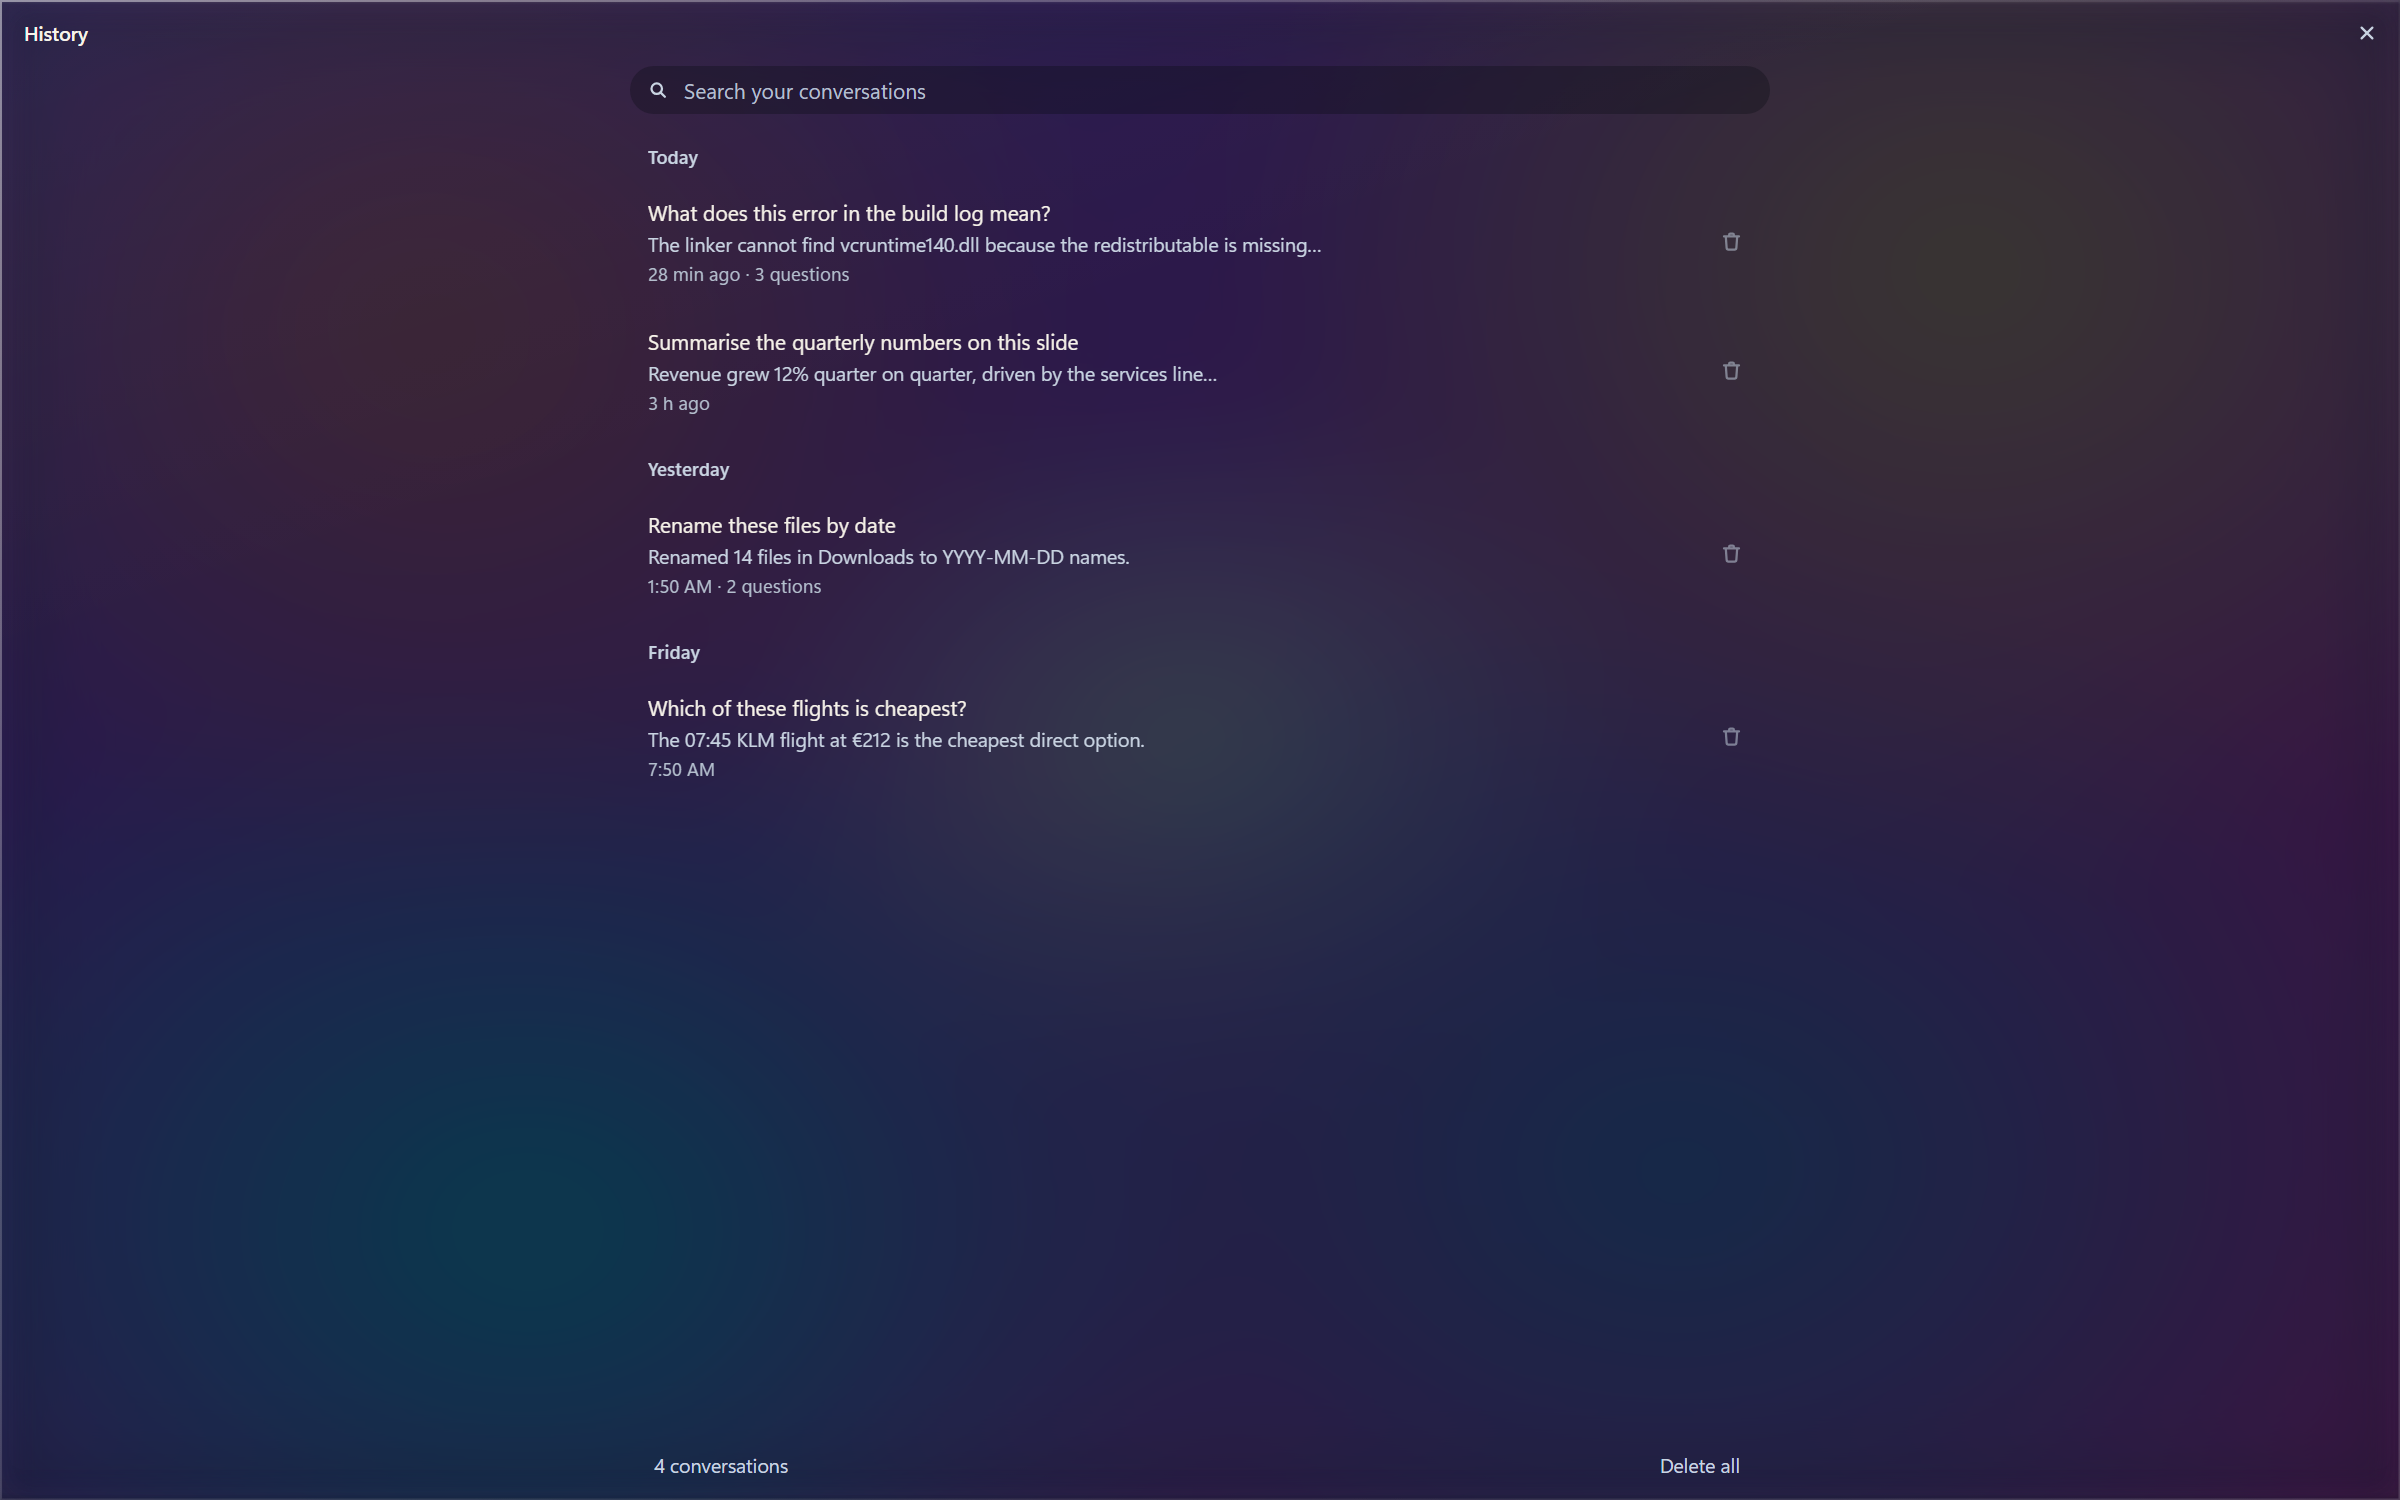 History
Search your conversations
Today
What does this error in the build log mean?
The linker cannot find vcruntime140.dll because the redistributable is missing...
28 min ago · 3 questions
Summarise the quarterly numbers on this slide
Revenue grew 12% quarter on quarter, driven by the services line...
3 h ago
Yesterday
Rename these files by date
Renamed 14 files in Downloads to YYYY-MM-DD names.
1:50 AM · 2 questions
Friday
Which of these flights is cheapest?
The 07:45 KLM flight at €212 is the cheapest direct option.
7:50 AM
4 conversations
Delete all